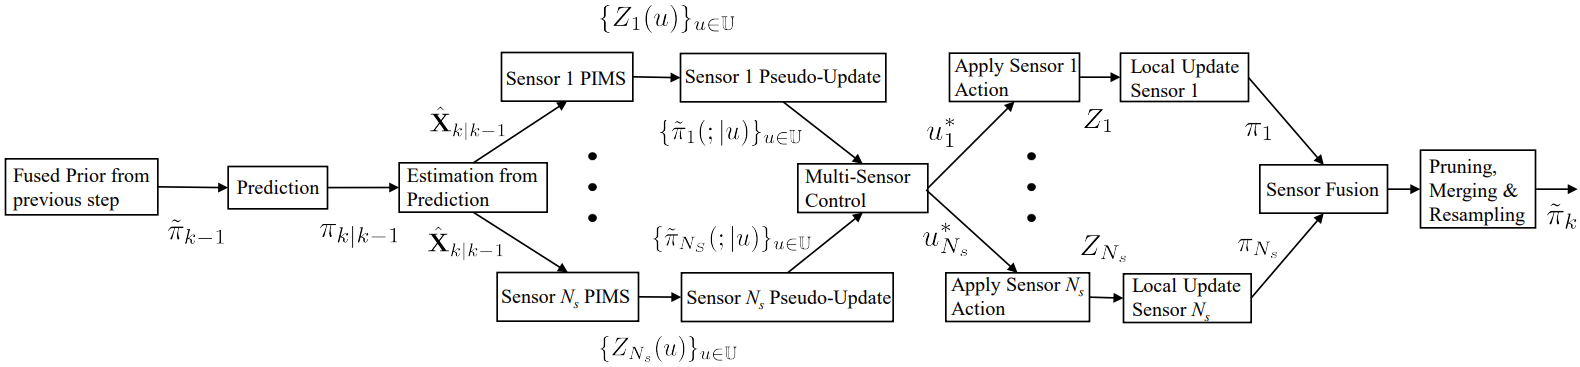 {Z_1(u)}_{u∈𝕌}
Sensor 1 PIMS
Sensor 1 Pseudo-Update
Apply Sensor 1
Action
Local Update
Sensor 1
X̂_{k|k−1}
{π̃_1(; |u)}_{u∈𝕌}
u_1^*
Z_1
π_1
Fused Prior from
previous step
Prediction
Estimation from
Prediction
Multi-Sensor
Control
Sensor Fusion
Pruning,
Merging &
Resampling
π̃_{k−1}
π_{k|k−1}
X̂_{k|k−1}
{π̃_{N_S}(; |u)}_{u∈𝕌}
u_{N_s}^*
Z_{N_s}
π_{N_s}
π̃_k
Sensor N_s PIMS
Sensor N_s Pseudo-Update
Apply Sensor N_s
Action
Local Update
Sensor N_s
{Z_{N_s}(u)}_{u∈𝕌}